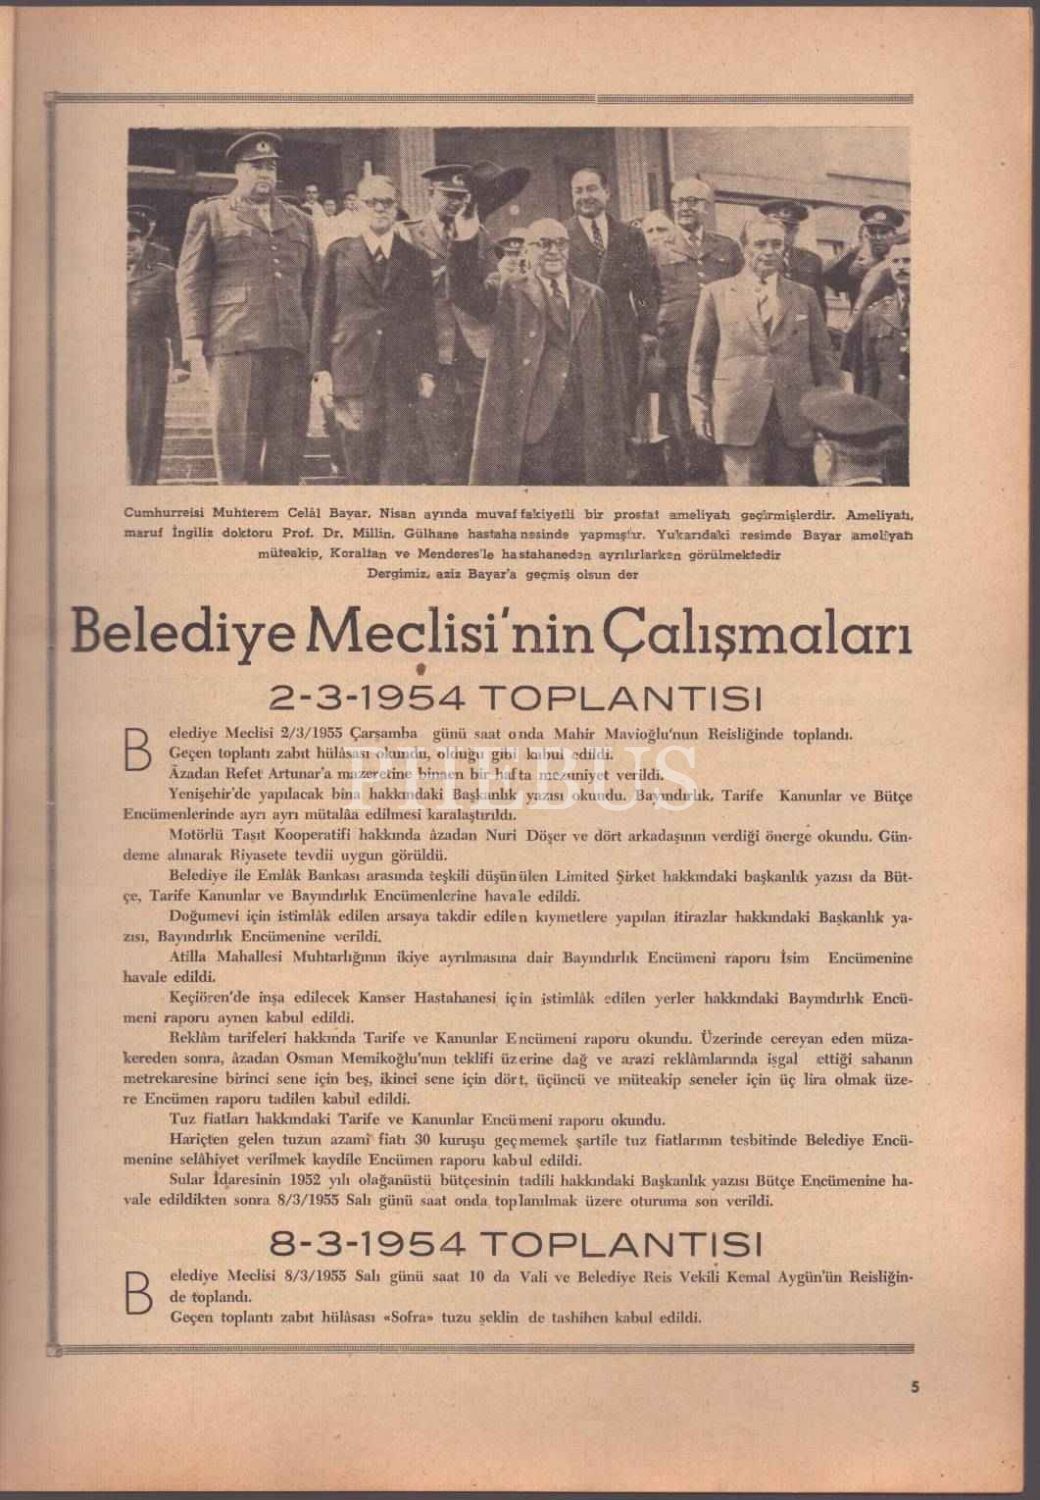 Cumhurreisi Muhterem Celâl Bayar, Nisan ayında muvaffakiyetli bir prostat ameliyatı geçirmişlerdir. Ameliyatı,
maruf İngiliz doktoru Prof. Dr. Millin, Gülhane hastahanesinde yapmıştır. Yukarıdaki resimde Bayar ameliyatı
müteakip, Koraltan ve Menderes'le hastahaneden ayrılırlarken görülmektedir
Dergimiz, aziz Bayar'a geçmiş olsun der
Belediye Meclisi'nin Çalışmaları
2-3-1954 TOPLANTISI
Belediye Meclisi 2/3/1955 Çarşamba günü saat onda Mahir Mavioğlu'nun Reisliğinde toplandı.
Geçen toplantı zabıt hülâsası okundu, olduğu gibi kabul edildi.
Âzadan Refet Artunar'a mazeretine binaen bir hafta mezuniyet verildi.
Yenişehir'de yapılacak bina hakkındaki Başkanlık yazısı okundu. Bayındırlık, Tarife Kanunlar ve Bütçe
Encümenlerinde ayrı ayrı mütalâa edilmesi karalaştırıldı.
Motörlü Taşıt Kooperatifi hakkında âzadan Nuri Döşer ve dört arkadaşının verdiği önerge okundu. Gün-
deme alınarak Riyasete tevdii uygun görüldü.
Belediye ile Emlâk Bankası arasında teşkili düşünülen Limited Şirket hakkındaki başkanlık yazısı da Büt-
çe, Tarife Kanunlar ve Bayındırlık Encümenlerine havale edildi.
Doğumevi için istimlâk edilen arsaya takdir edilen kıymetlere yapılan itirazlar hakkındaki Başkanlık ya-
zısı, Bayındırlık Encümenine verildi.
Atilla Mahallesi Muhtarlığının ikiye ayrılmasına dair Bayındırlık Encümeni raporu İsim Encümenine
havale edildi.
Keçiören'de inşa edilecek Kanser Hastahanesi için istimlâk edilen yerler hakkındaki Bayındırlık Encü-
meni raporu aynen kabul edildi.
Reklâm tarifeleri hakkında Tarife ve Kanunlar Encümeni raporu okundu. Üzerinde cereyan eden müza-
kereden sonra, âzadan Osman Memikoğlu'nun teklifi üzerine dağ ve arazi reklâmlarında işgal ettiği sahanın
metrekaresine birinci sene için beş, ikinci sene için dört, üçüncü ve müteakip seneler için üç lira olmak üze-
re Encümen raporu tadilen kabul edildi.
Tuz fiatları hakkındaki Tarife ve Kanunlar Encümeni raporu okundu.
Hariçten gelen tuzun azamî fiatı 30 kuruşu geçmemek şartile tuz fiatlarının tesbitinde Belediye Encü-
menine selâhiyet verilmek kaydile Encümen raporu kabul edildi.
Sular İdaresinin 1952 yılı olağanüstü bütçesinin tadili hakkındaki Başkanlık yazısı Bütçe Encümenine ha-
vale edildikten sonra 8/3/1955 Salı günü saat onda toplanılmak üzere oturuma son verildi.
8-3-1954 TOPLANTISI
Belediye Meclisi 8/3/1955 Salı günü saat 10 da Vali ve Belediye Reis Vekili Kemal Aygün'ün Reisliğin-
de toplandı.
Geçen toplantı zabıt hülâsası «Sofra» tuzu şeklin de tashihen kabul edildi.
5
PHEBUS